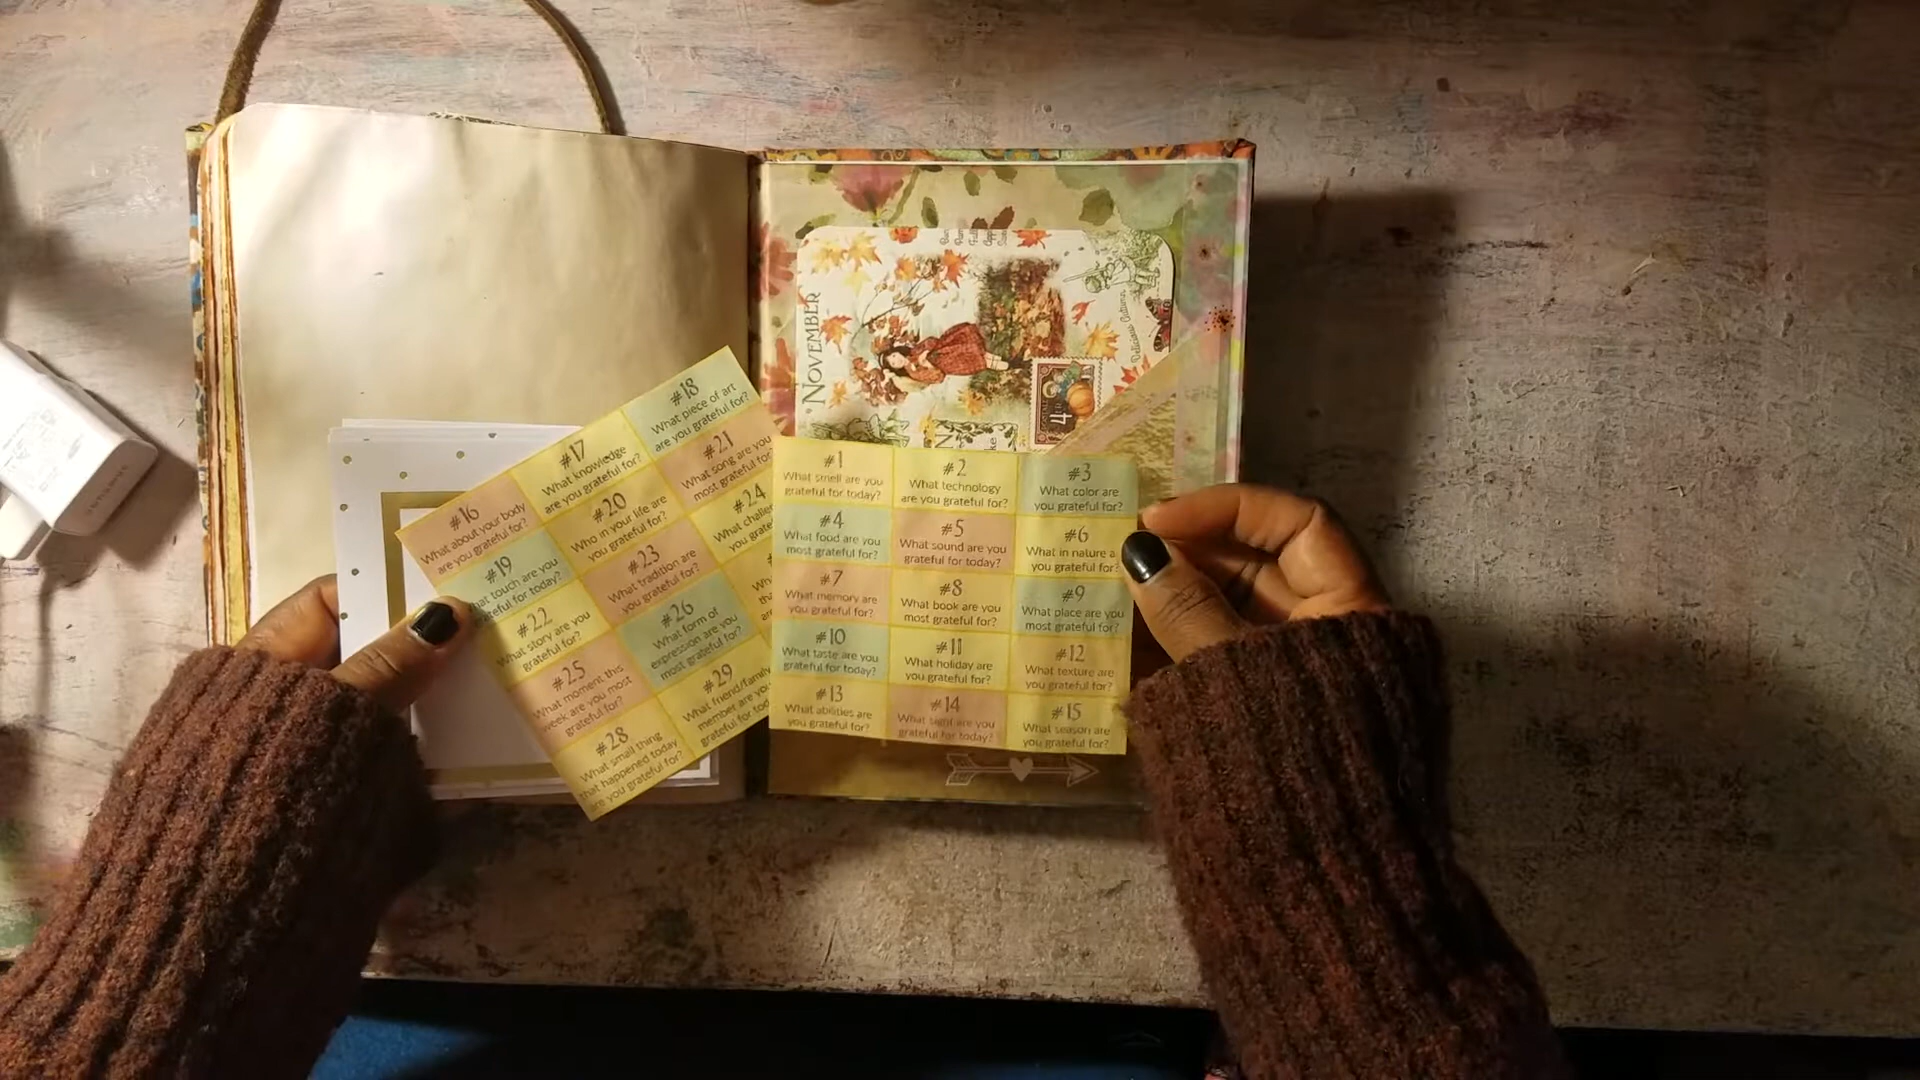 NOVEMBER
Delicious Autumn
4
#16
What about your body
are you grateful for?
#17
What knowledge
are you grateful for?
#18
What piece of art
are you grateful for?
#19
hat touch are you
grateful for today?
#20
Who in your life are
you grateful for?
#21
What song are you
most grateful for?
#22
What story are you
grateful for?
#23
What tradition are
you grateful for?
#24
What
you
#25
What moment this
week are you most
grateful for?
#26
What form of
expression are you
most grateful for?
#28
What small thing
that happened today
are you grateful for?
#29
What friend/family
member are you
grateful for
#1
What smell are you
grateful for today?
#2
What technology
are you grateful for?
#3
What color are
you grateful for?
#4
What food are you
most grateful for?
#5
What sound are you
grateful for today?
#6
What in nature a
you grateful for?
#7
What memory are
you grateful for?
#8
What book are you
most grateful for?
#9
What place are you
most grateful for?
#10
What taste are you
grateful for today?
#11
What holiday are
you grateful for?
#12
What texture are
you grateful for?
#13
What abilities are
you grateful for?
#14
What sight are you
grateful for today?
#15
What season are
you grateful for?